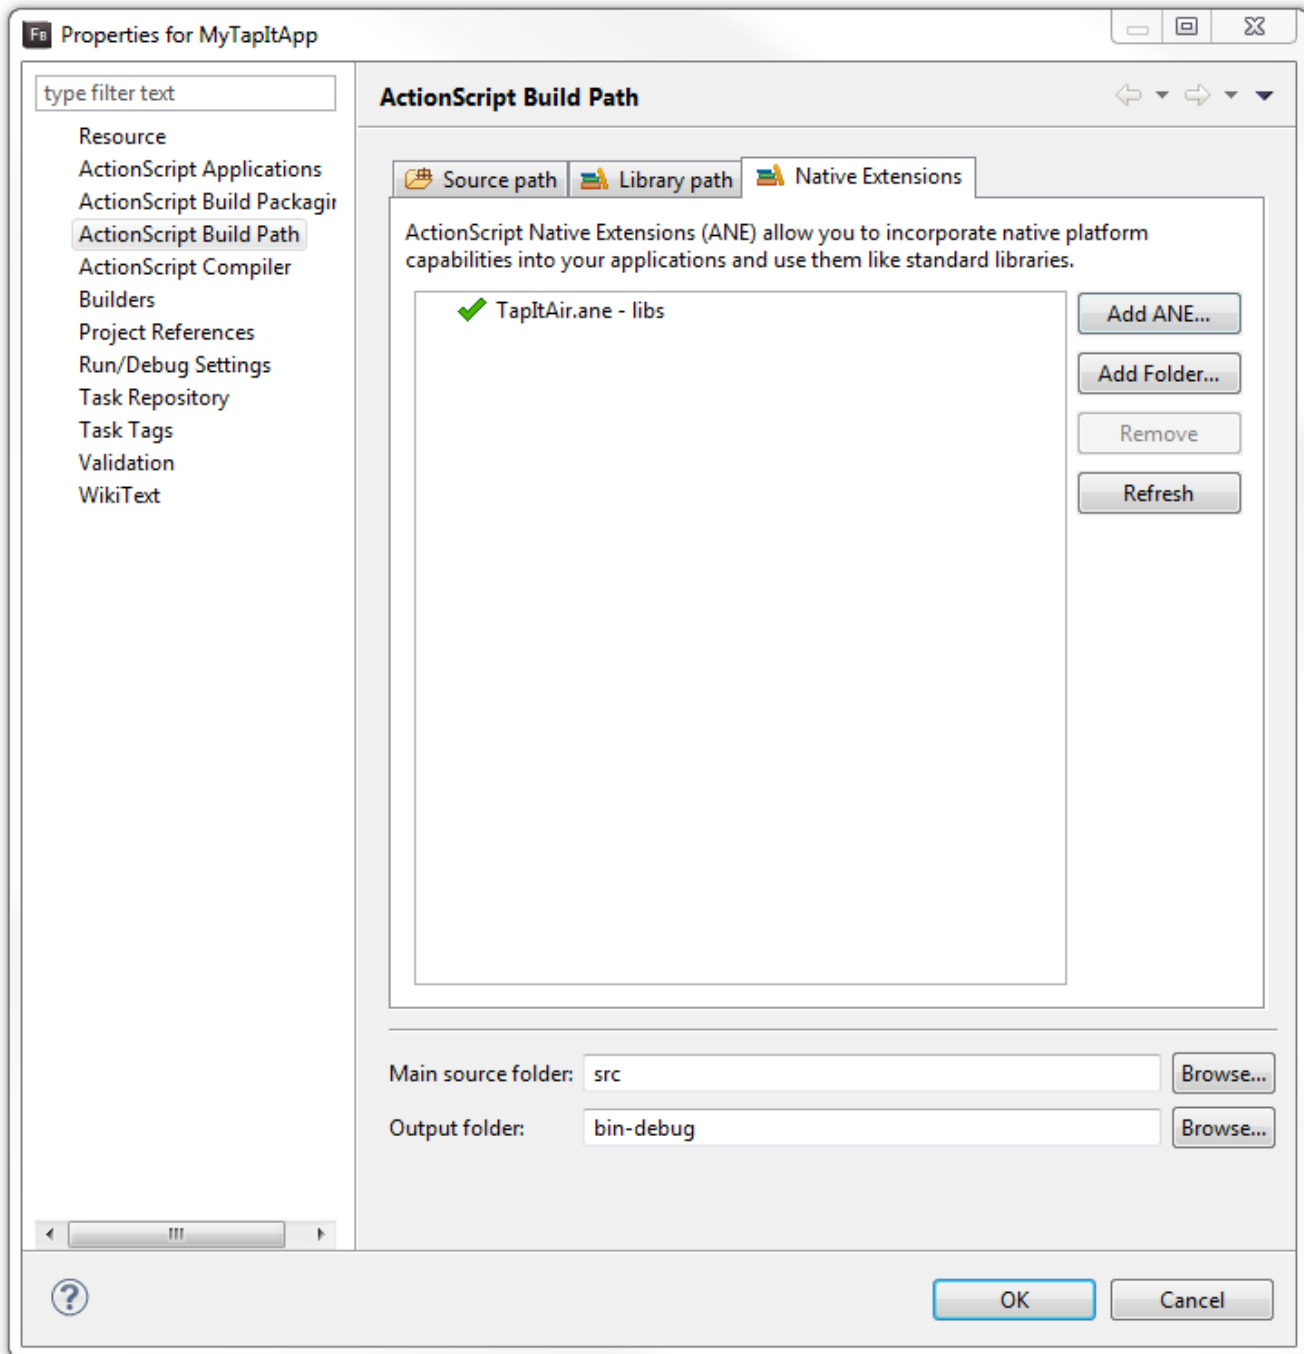 FB Properties for MyTapItApp
type filter text
Resource
ActionScript Applications
ActionScript Build Packagin
ActionScript Build Path
ActionScript Compiler
Builders
Project References
Run/Debug Settings
Task Repository
Task Tags
Validation
WikiText
ActionScript Build Path
Source path
Library path
Native Extensions
ActionScript Native Extensions (ANE) allow you to incorporate native platform
capabilities into your applications and use them like standard libraries.
TapItAir.ane - libs
Add ANE...
Add Folder...
Remove
Refresh
Main source folder: src Browse...
Output folder: bin-debug Browse...
?
OK
Cancel